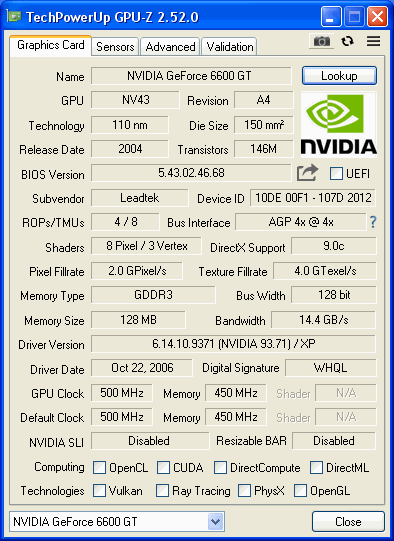 TechPowerUp GPU-Z 2.52.0
Graphics Card Sensors Advanced Validation
Name NVIDIA GeForce 6600 GT Lookup
GPU NV43 Revision A4
Technology 110 nm Die Size 150 mm²
Release Date 2004 Transistors 146M
NVIDIA
BIOS Version 5.43.02.46.68 UEFI
Subvendor Leadtek Device ID 10DE 00F1 - 107D 2012
ROPs/TMUs 4 / 8 Bus Interface AGP 4x @ 4x ?
Shaders 8 Pixel / 3 Vertex DirectX Support 9.0c
Pixel Fillrate 2.0 GPixel/s Texture Fillrate 4.0 GTexel/s
Memory Type GDDR3 Bus Width 128 bit
Memory Size 128 MB Bandwidth 14.4 GB/s
Driver Version 6.14.10.9371 (NVIDIA 93.71) / XP
Driver Date Oct 22, 2006 Digital Signature WHQL
GPU Clock 500 MHz Memory 450 MHz Shader N/A
Default Clock 500 MHz Memory 450 MHz Shader N/A
NVIDIA SLI Disabled Resizable BAR Disabled
Computing OpenCL CUDA DirectCompute DirectML
Technologies Vulkan Ray Tracing PhysX OpenGL
NVIDIA GeForce 6600 GT Close